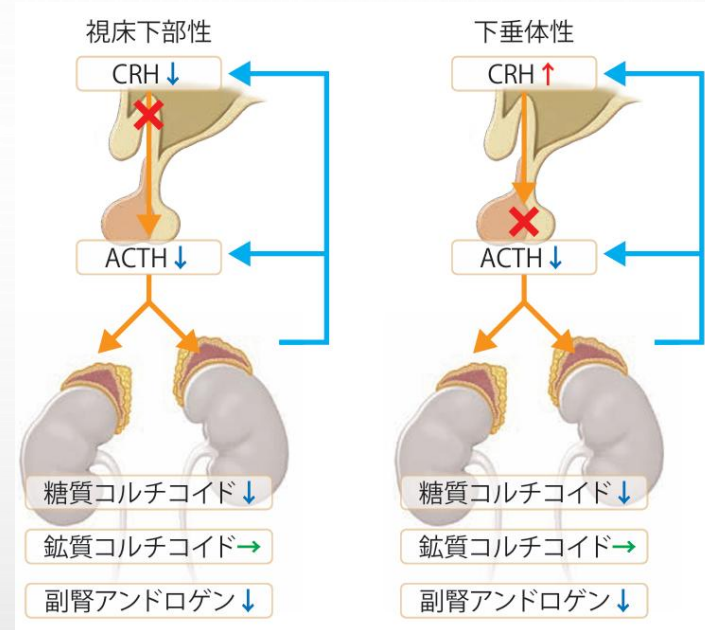 視床下部性
CRH↓
ACTH↓
糖質コルチコイド↓
鉱質コルチコイド→
副腎アンドロゲン↓
下垂体性
CRH↑
ACTH↓
糖質コルチコイド↓
鉱質コルチコイド→
副腎アンドロゲン↓